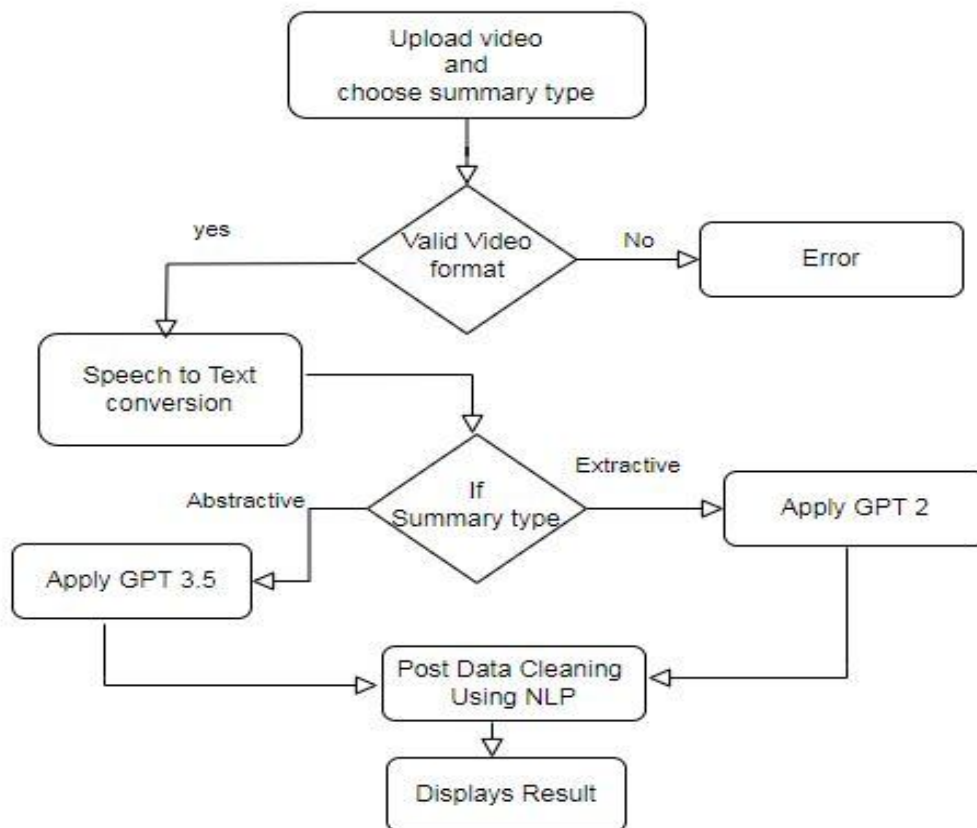 Upload video
and
choose summary type
yes
Valid Video
format
No
Error
Speech to Text
conversion
Abstractive
If
Summary type
Extractive
Apply GPT 2
Apply GPT 3.5
Post Data Cleaning
Using NLP
Displays Result